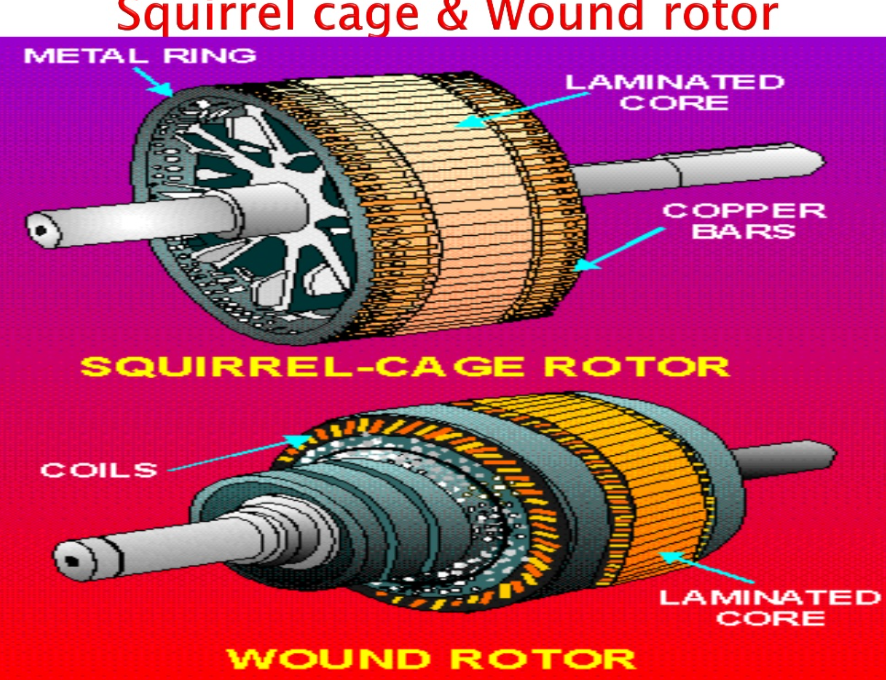 Squirrel cage & Wound rotor
METAL RING
LAMINATED
CORE
COPPER
BARS
SQUIRREL-CAGE ROTOR
COILS
LAMINATED
CORE
WOUND ROTOR